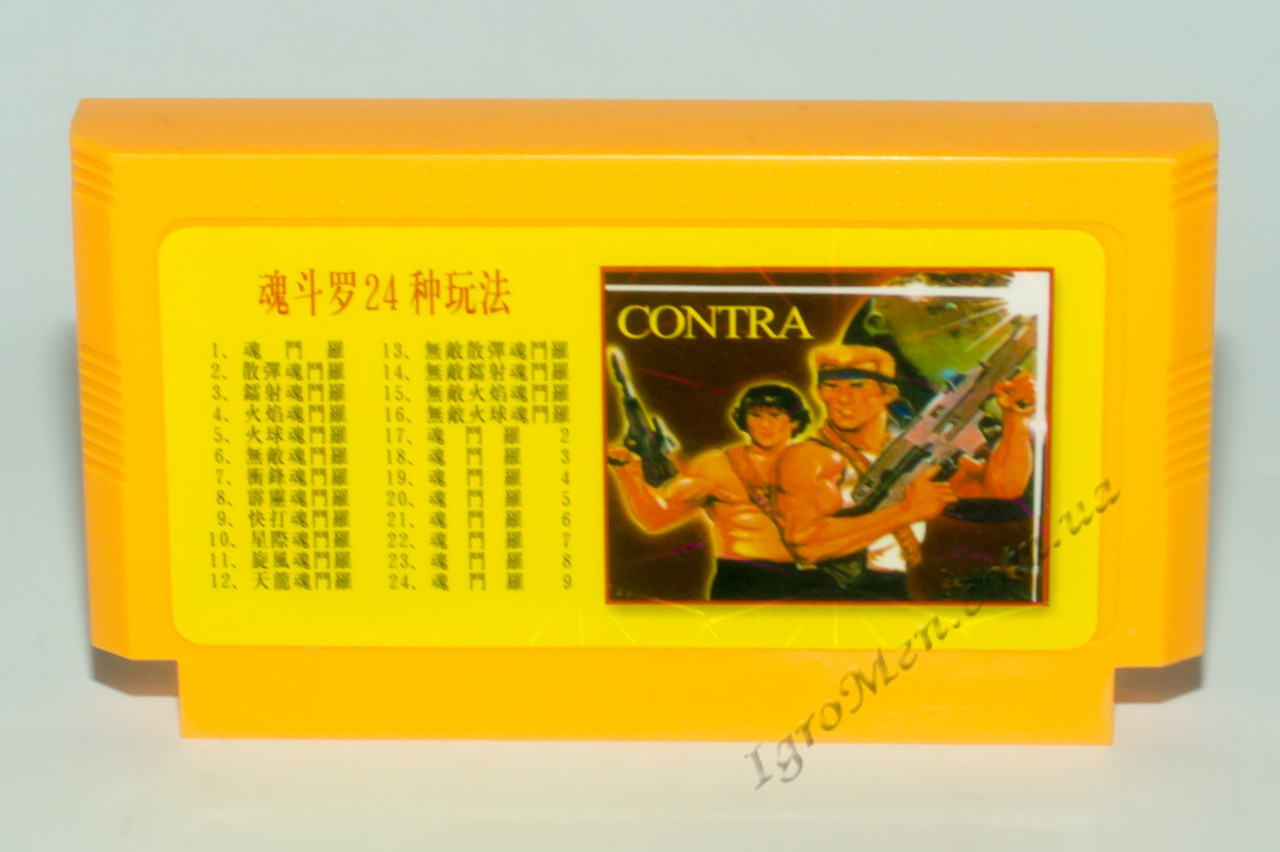 魂斗罗24种玩法
1、魂鬥羅
2、散彈魂鬥羅
3、鐳射魂鬥羅
4、火焰魂鬥羅
5、火球魂鬥羅
6、無敵魂鬥羅
7、衝鋒魂鬥羅
8、霹靂魂鬥羅
9、快打魂鬥羅
10、星際魂鬥羅
11、旋風魂鬥羅
12、天龍魂鬥羅
13、無敵散彈魂鬥羅
14、無敵鐳射魂鬥羅
15、無敵火焰魂鬥羅
16、無敵火球魂鬥羅
17、魂鬥羅2
18、魂鬥羅3
19、魂鬥羅4
20、魂鬥羅5
21、魂鬥羅6
22、魂鬥羅7
23、魂鬥羅8
24、魂鬥羅9
CONTRA